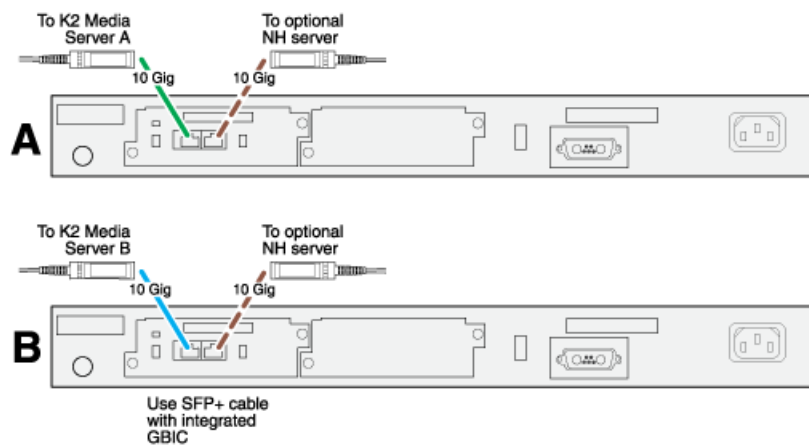 To K2 Media
Server A
To optional
NH server
10 Gig
10 Gig
A
To K2 Media
Server B
To optional
NH server
10 Gig
10 Gig
B
Use SFP+ cable
with integrated
GBIC